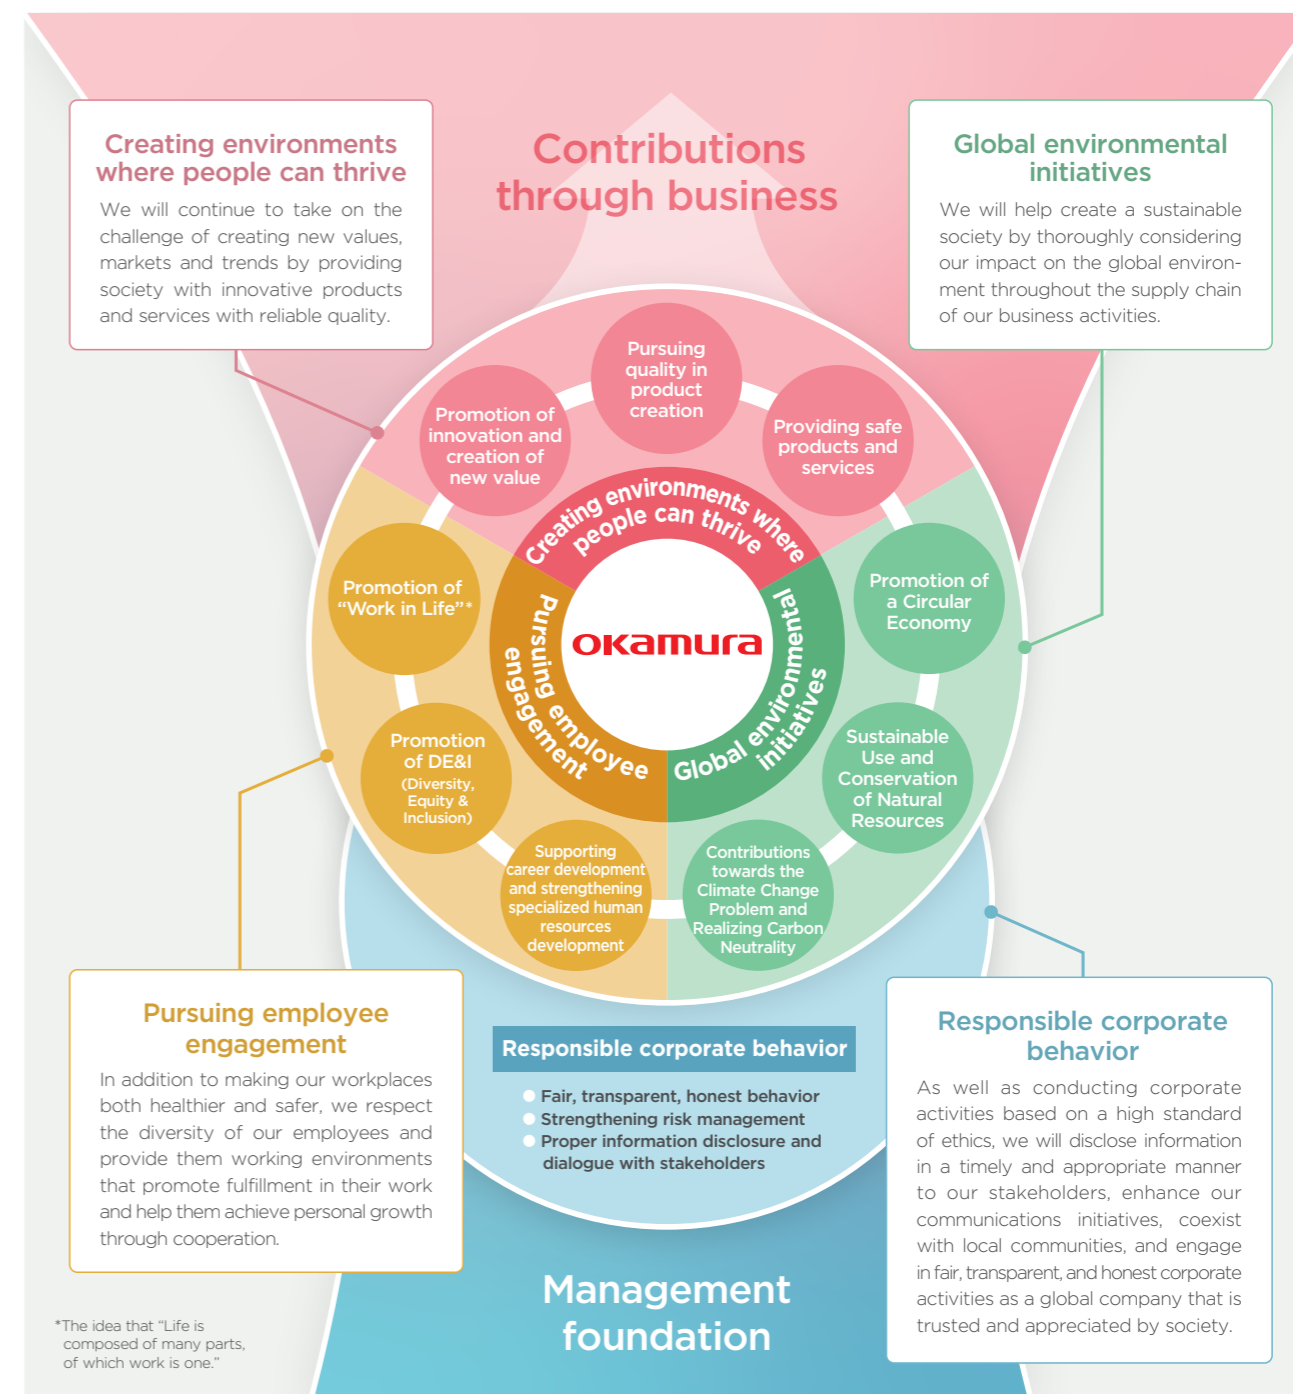 Contributions
through business
Creating environments
where people can thrive
We will continue to take on the
challenge of creating new values,
markets and trends by providing
society with innovative products
and services with reliable quality.
Global environmental
initiatives
We will help create a sustainable
society by thoroughly considering
our impact on the global environ-
ment throughout the supply chain
of our business activities.
Pursuing
quality in
product
creation
Promotion of
innovation and
creation of
new value
Providing safe
products and
services
Creating environments where
people can thrive
Promotion of
“Work in Life”*
Promotion of
a Circular
Economy
Pursuing employee
engagement
okamura
Global environmental
initiatives
Promotion
of DE&I
(Diversity,
Equity &
Inclusion)
Sustainable
Use and
Conservation
of Natural
Resources
Supporting
career development
and strengthening
specialized human
resources
development
Contributions
towards the
Climate Change
Problem and
Realizing Carbon
Neutrality
Pursuing employee
engagement
In addition to making our workplaces
both healthier and safer, we respect
the diversity of our employees and
provide them working environments
that promote fulfillment in their work
and help them achieve personal growth
through cooperation.
Responsible corporate behavior
Fair, transparent, honest behavior
Strengthening risk management
Proper information disclosure and
dialogue with stakeholders
Responsible corporate
behavior
As well as conducting corporate
activities based on a high standard
of ethics, we will disclose information
in a timely and appropriate manner
to our stakeholders, enhance our
communications initiatives, coexist
with local communities, and engage
in fair, transparent, and honest corporate
activities as a global company that is
trusted and appreciated by society.
Management
foundation
*The idea that “Life is
composed of many parts,
of which work is one.”